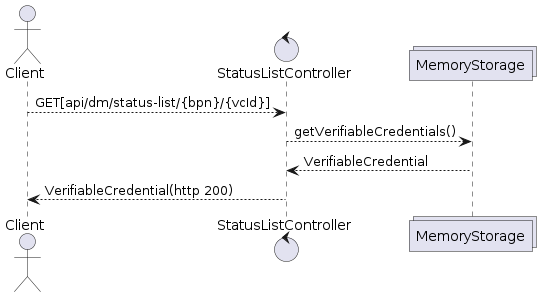 Client
StatusListController
MemoryStorage
GET[api/dm/status-list/{bpn}/{vcId}]
getVerifiableCredentials()
VerifiableCredential
VerifiableCredential(http 200)
Client
StatusListController
MemoryStorage